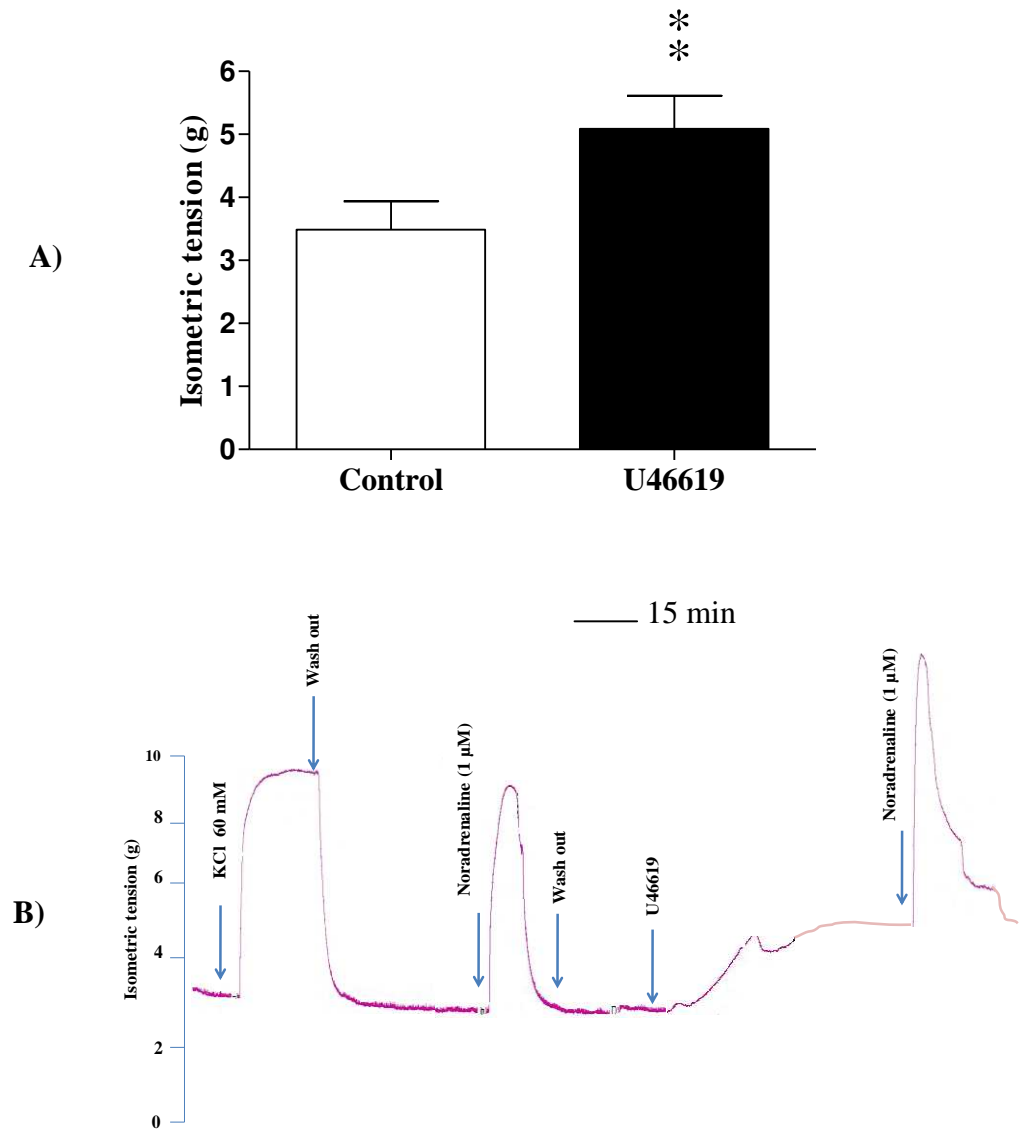 **
6
5
4
3
2
1
0
Isometric tension (g)
Control
U46619
A)
15 min
Wash out
KCl 60 mM
Noradrenaline (1 μM)
Wash out
U46619
Noradrenaline (1 μM)
10
8
6
4
2
0
Isometric tension (g)
B)